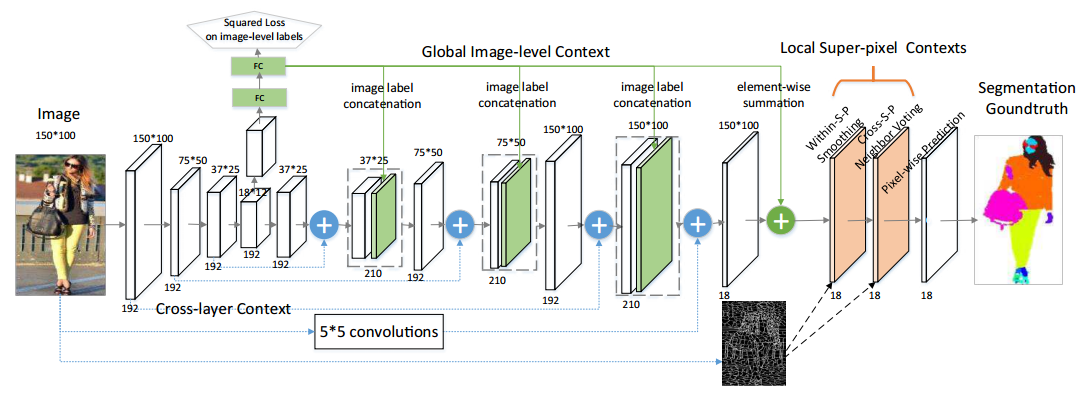 Squared Loss
on image-level labels
FC
FC
Global Image-level Context
Local Super-pixel Contexts
image label
concatenation
image label
concatenation
image label
concatenation
element-wise
summation
Within-S-P
Smoothing
Cross-S-P
Neighbor Voting
Pixel-wise Prediction
Segmentation
Goundtruth
Image
150*100
150*100
75*50
37*25
18*12
37*25
37*25
75*50
75*50
150*100
150*100
150*100
192
192
192
192
192
210
192
210
192
210
18
18
18
18
Cross-layer Context
5*5 convolutions